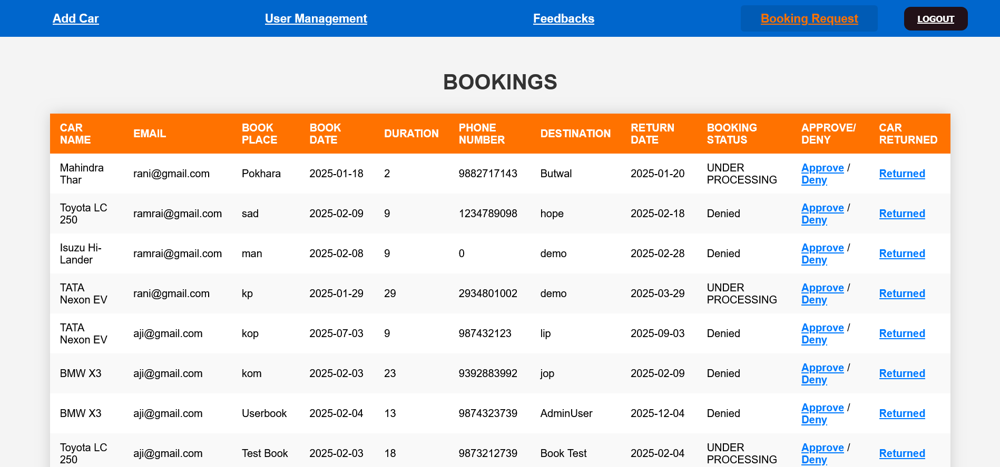 Add Car User Management Feedbacks Booking Request LOGOUT
BOOKINGS
CAR NAME EMAIL BOOK PLACE BOOK DATE DURATION PHONE NUMBER DESTINATION RETURN DATE BOOKING STATUS APPROVE/ DENY CAR RETURNED
Mahindra Thar rani@gmail.com Pokhara 2025-01-18 2 9882717143 Butwal 2025-01-20 UNDER PROCESSING Approve / Deny Returned
Toyota LC 250 ramrai@gmail.com sad 2025-02-09 9 1234789098 hope 2025-02-18 Denied Approve / Deny Returned
Isuzu Hi-Lander ramrai@gmail.com man 2025-02-08 9 0 demo 2025-02-28 Denied Approve / Deny Returned
TATA Nexon EV rani@gmail.com kp 2025-01-29 29 2934801002 demo 2025-03-29 UNDER PROCESSING Approve / Deny Returned
TATA Nexon EV aji@gmail.com kop 2025-07-03 9 987432123 lip 2025-09-03 Denied Approve / Deny Returned
BMW X3 aji@gmail.com kom 2025-02-03 23 9392883992 jop 2025-02-09 Denied Approve / Deny Returned
BMW X3 aji@gmail.com Userbook 2025-02-04 13 9874323739 AdminUser 2025-12-04 Denied Approve / Deny Returned
Toyota LC 250 aji@gmail.com Test Book 2025-02-03 18 9873212739 Book Test 2025-02-04 UNDER PROCESSING Approve / Deny Returned